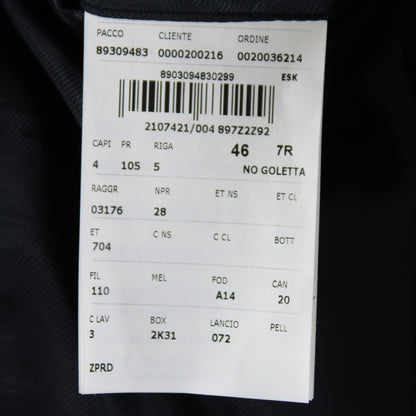 PACCO CLIENTE ORDINE
89309483 0000200216 0020036214
8903094830299 ESK
2107421/004 897Z2Z92
CAPI PR RIGA 46 7R
4 105 5 NO GOLETTA
RAGGR NPR ET NS ET CL
03176 28
ET C NS C CL BOTT
704
FIL MEL FOD CAN
110 A14 20
C LAV BOX LANCIO PELL
3 2K31 072
ZPRD